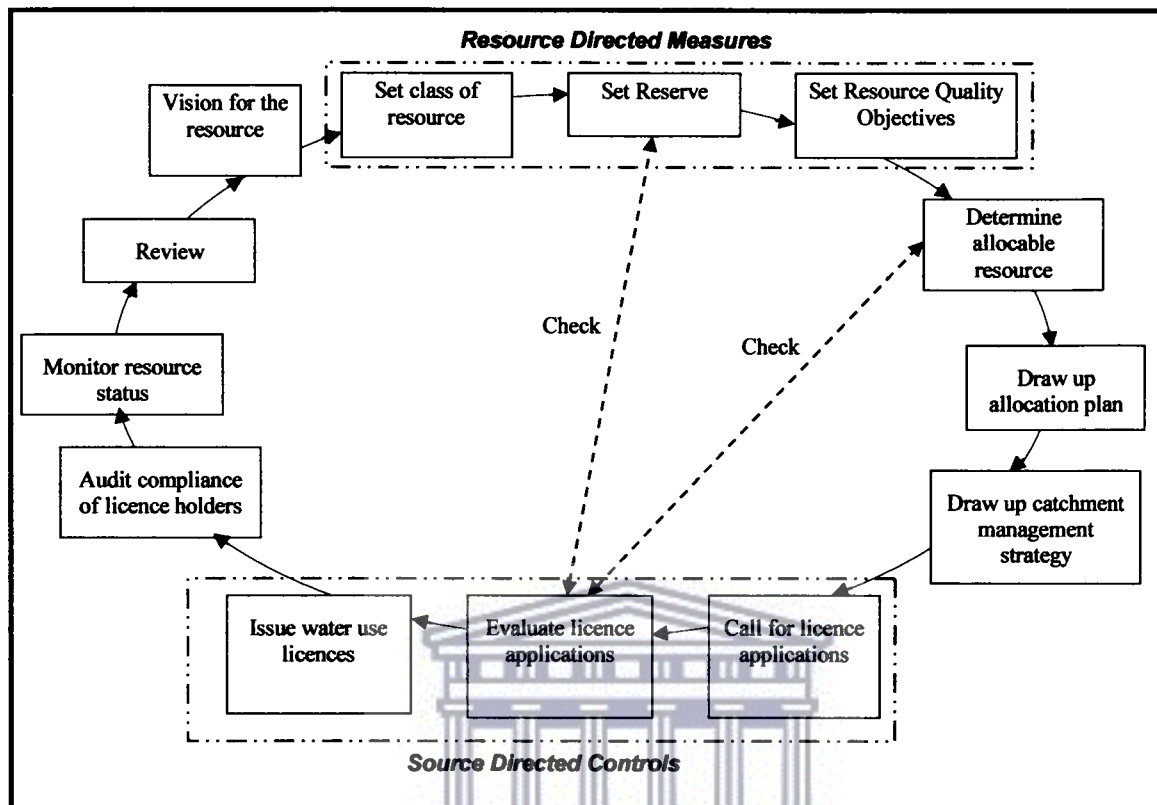 Resource Directed Measures
Vision for the
resource
Set class of
resource
Set Reserve
Set Resource Quality
Objectives
Determine
allocable
resource
Review
Check
Check
Monitor resource
status
Draw up
allocation plan
Audit compliance
of licence holders
Draw up catchment
management
strategy
Issue water use
licences
Evaluate licence
applications
Call for licence
applications
Source Directed Controls